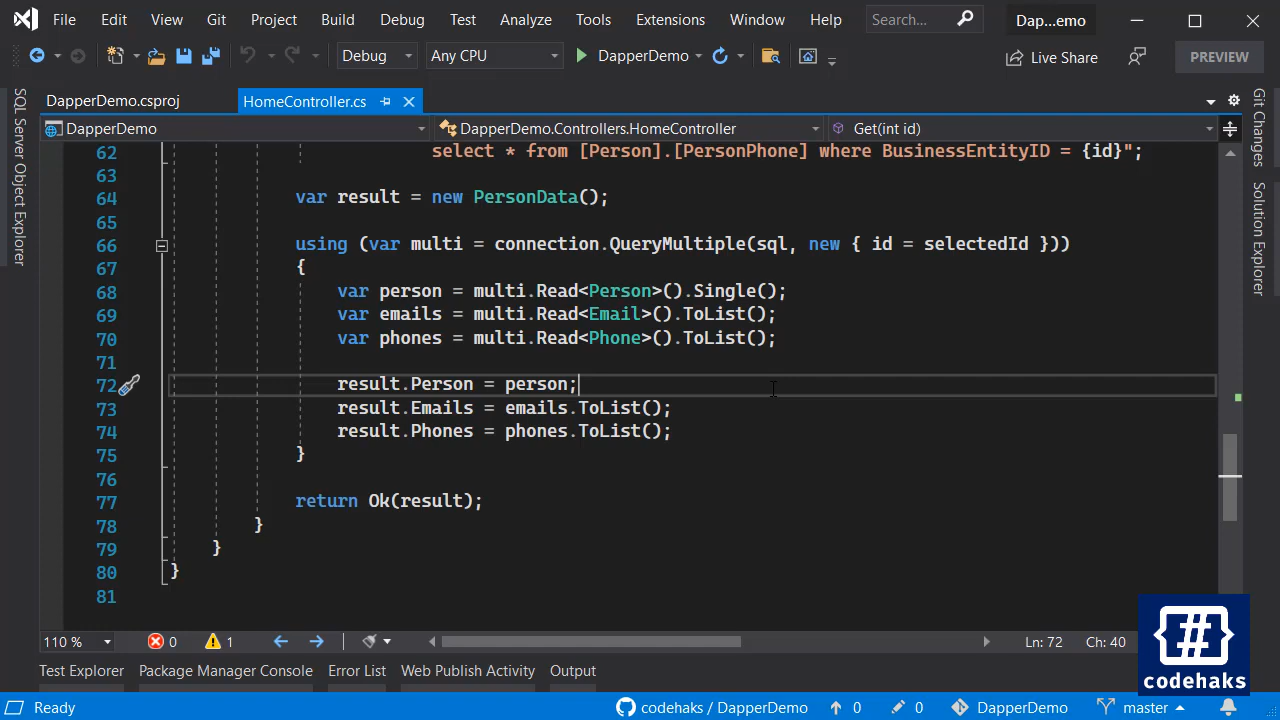 File Edit View Git Project Build Debug Test Analyze Tools Extensions Window Help Search... Dap...emo
Debug Any CPU DapperDemo Live Share PREVIEW
DapperDemo.csproj HomeController.cs
DapperDemo DapperDemo.Controllers.HomeController Get(int id)
SQL Server Object Explorer
Git Changes
Solution Explorer
62 select * from [Person].[PersonPhone] where BusinessEntityID = {id}";
63
64 var result = new PersonData();
65
66 using (var multi = connection.QueryMultiple(sql, new { id = selectedId }))
67 {
68 var person = multi.Read<Person>().Single();
69 var emails = multi.Read<Email>().ToList();
70 var phones = multi.Read<Phone>().ToList();
71
72 result.Person = person;
73 result.Emails = emails.ToList();
74 result.Phones = phones.ToList();
75 }
76
77 return Ok(result);
78 }
79 }
80 }
81
110 % 0 1 Ln: 72 Ch: 40
Test Explorer Package Manager Console Error List Web Publish Activity Output
Ready codehaks / DapperDemo 0 0 DapperDemo master
{#}
codehaks